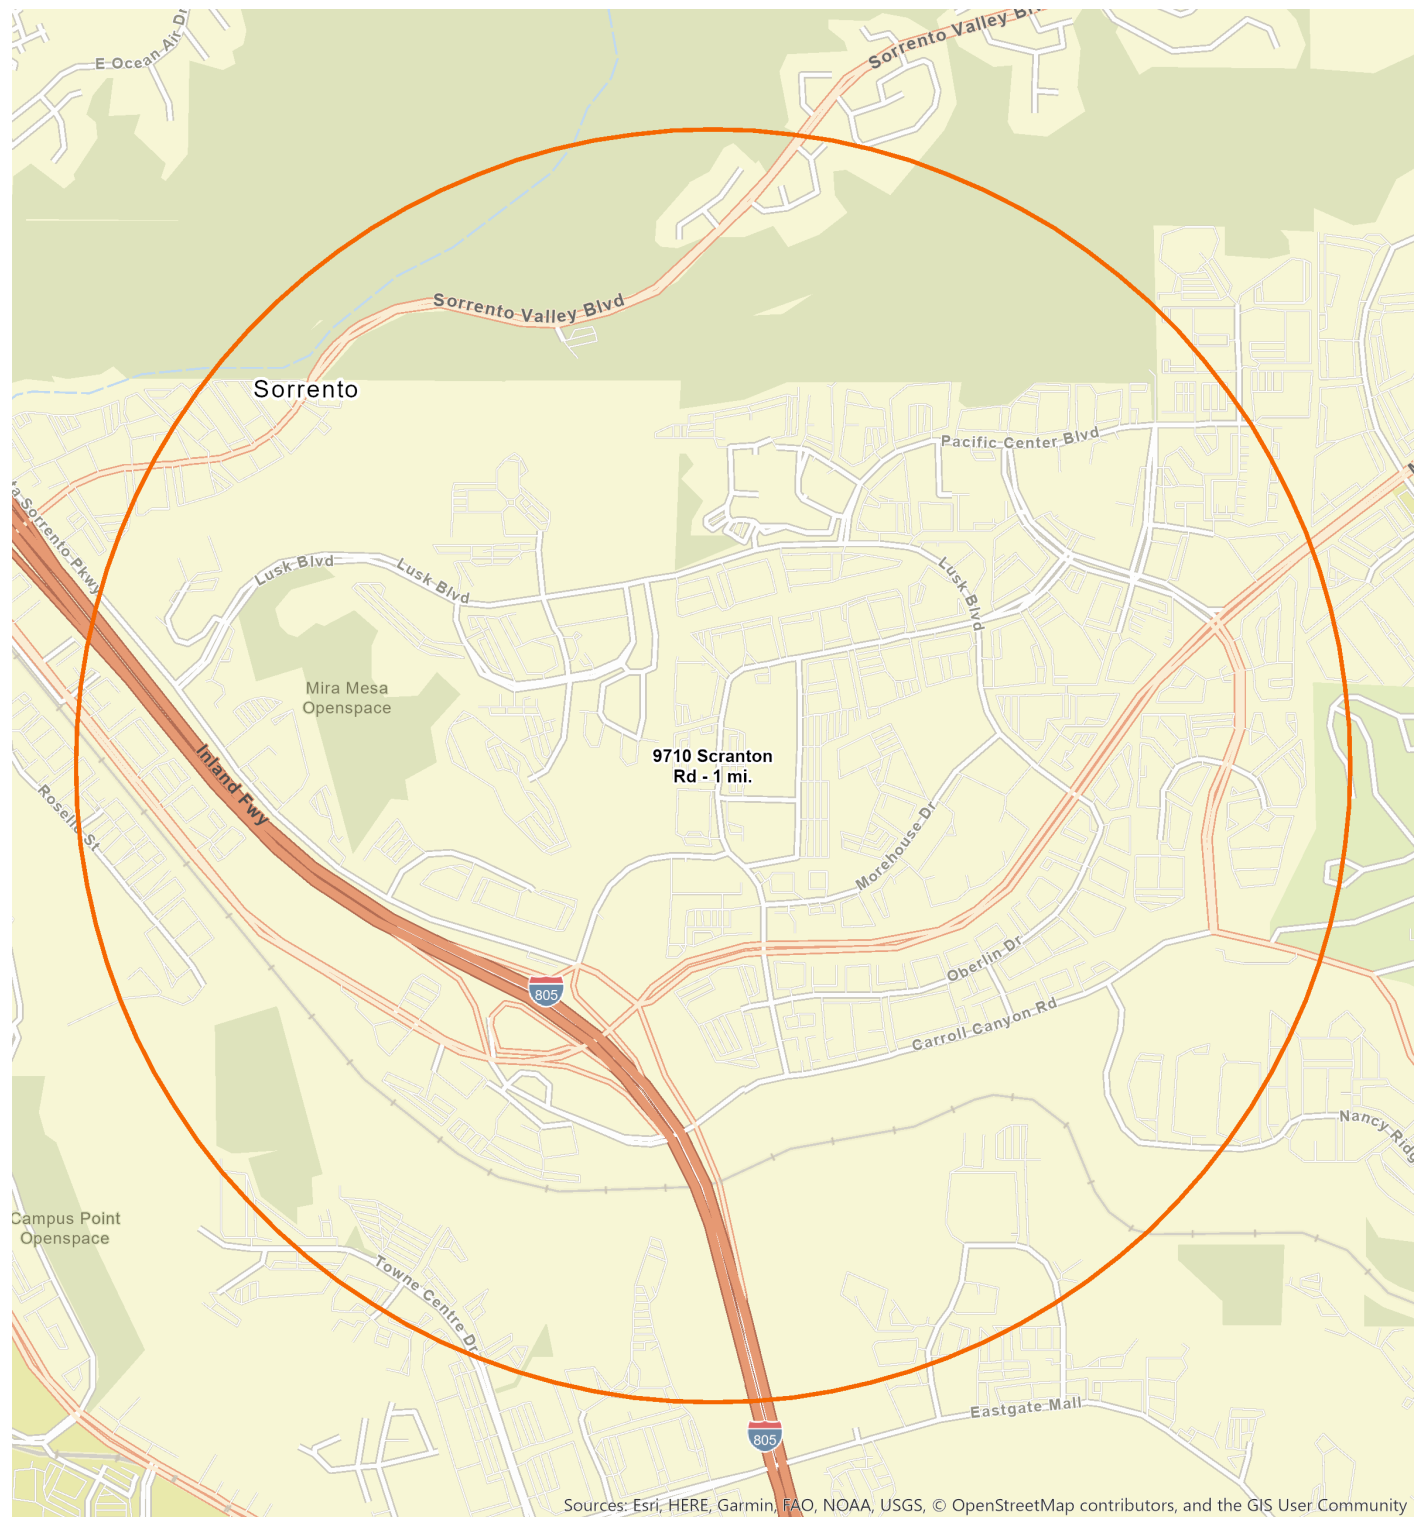 E Ocean Air Dr
Sorrento Valley Blvd
Sorrento Valley Blvd
Sorrento
Pacific Center Blvd
ta Sorrento Pkwy
Lusk Blvd
Lusk Blvd
Lusk Blvd
Mira Mesa
Openspace
Inland Fwy
9710 Scranton
Rd - 1 mi.
Roselle St
Morehouse Dr
Oberlin Dr
805
Carroll Canyon Rd
Nancy Ridg
Campus Point
Openspace
Towne Centre Dr
Eastgate Mall
805
Sources: Esri, HERE, Garmin, FAO, NOAA, USGS, © OpenStreetMap contributors, and the GIS User Community